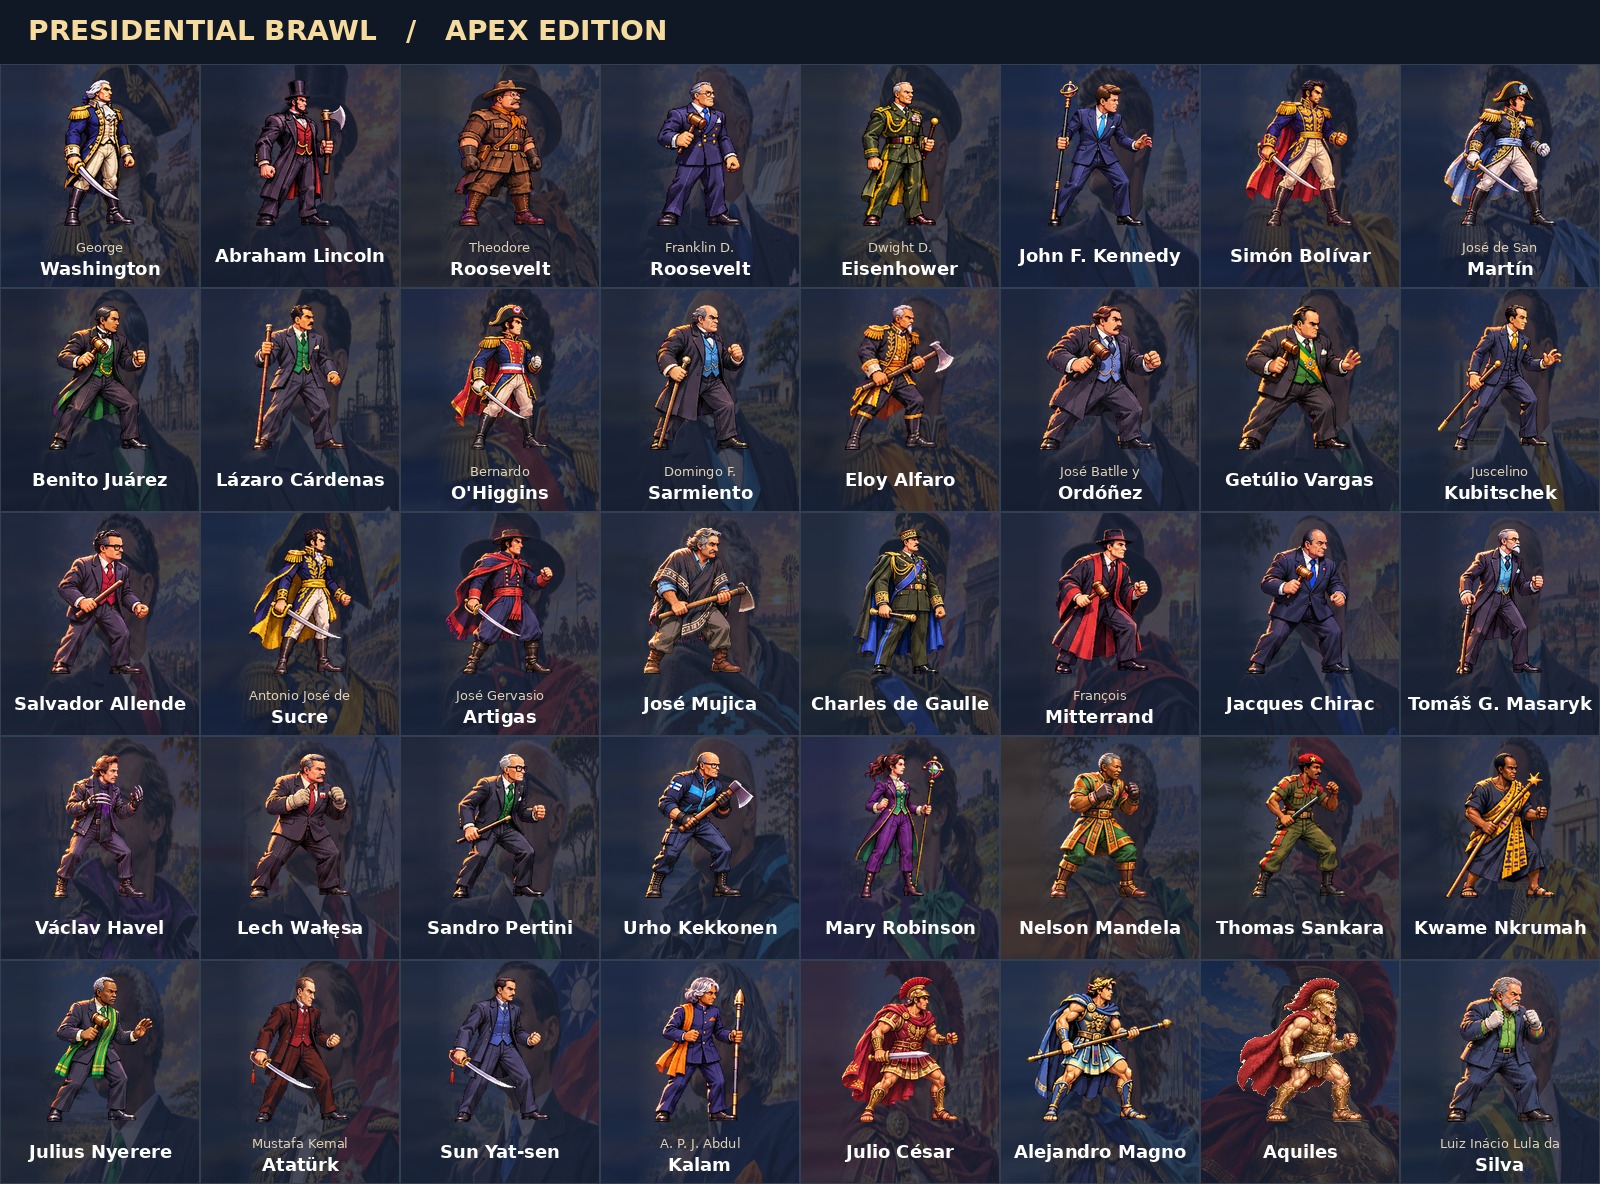 PRESIDENTIAL BRAWL / APEX EDITION
George
Washington
Abraham Lincoln
Theodore
Roosevelt
Franklin D.
Roosevelt
Dwight D.
Eisenhower
John F. Kennedy
Simón Bolívar
José de San
Martín
Benito Juárez
Lázaro Cárdenas
Bernardo
O'Higgins
Domingo F.
Sarmiento
Eloy Alfaro
José Batlle y
Ordóñez
Getúlio Vargas
Juscelino
Kubitschek
Salvador Allende
Antonio José de
Sucre
José Gervasio
Artigas
José Mujica
Charles de Gaulle
François
Mitterrand
Jacques Chirac
Tomáš G. Masaryk
Václav Havel
Lech Wałęsa
Sandro Pertini
Urho Kekkonen
Mary Robinson
Nelson Mandela
Thomas Sankara
Kwame Nkrumah
Julius Nyerere
Mustafa Kemal
Atatürk
Sun Yat-sen
A. P. J. Abdul
Kalam
Julio César
Alejandro Magno
Aquiles
Luiz Inácio Lula da
Silva